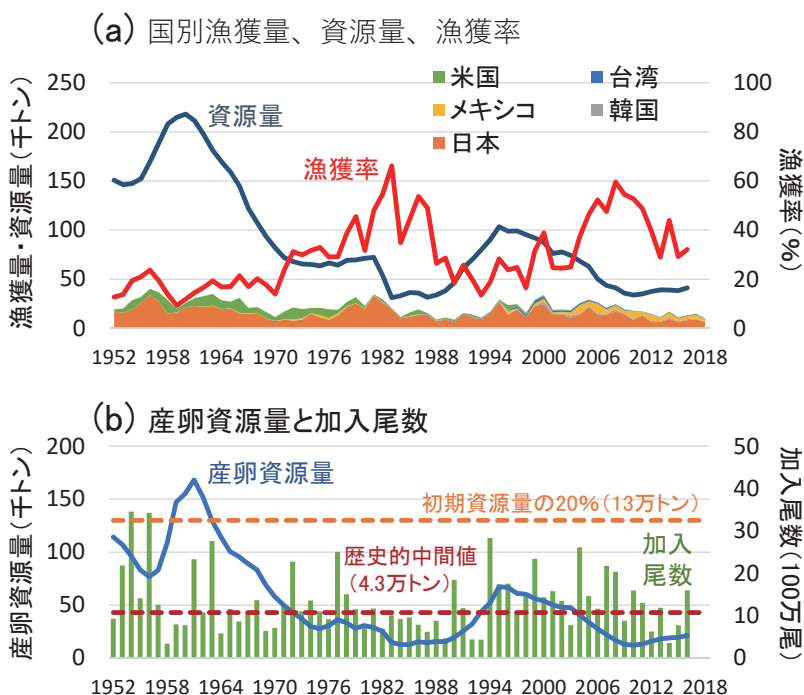 (a) 国別漁獲量、資源量、漁獲率
漁獲量・資源量(千トン)
250
200
150
100
50
0
資源量
漁獲率
米国
台湾
メキシコ
韓国
日本
100
80
60
40
20
0
漁獲率(%)
1952 1958 1964 1970 1976 1982 1988 1994 2000 2006 2012 2018
(b) 産卵資源量と加入尾数
産卵資源量(千トン)
200
150
100
50
0
産卵資源量
初期資源量の20%(13万トン)
歴史的中間値
(4.3万トン)
加入
尾数
50
40
30
20
10
0
加入尾数(100万尾)
1952 1958 1964 1970 1976 1982 1988 1994 2000 2006 2012 2018